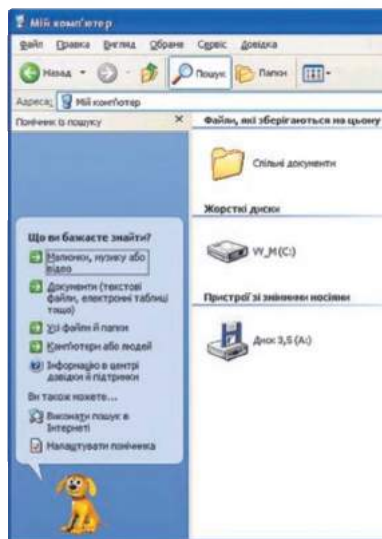 Мій комп'ютер
Файл Правка Вигляд Обране Сервіс Довідка
Назад Пошук Папки
Адреса: Мій комп'ютер
Помічник із пошуку
Файли, які зберігаються на цьому
Спільні документи
Жорсткі диски
W_M (C:)
Пристрої зі змінними носіями
Диск 3,5 (A:)
Що ви бажаєте знайти?
Малюнки, музику або
відео
Документи (текстові
файли, електронні таблиці
тощо)
Усі файли й папки
Комп'ютери або людей
Інформацію в центрі
довідки й підтримки
Ви також можете...
Виконати пошук в
Інтернеті
Налаштувати помічника